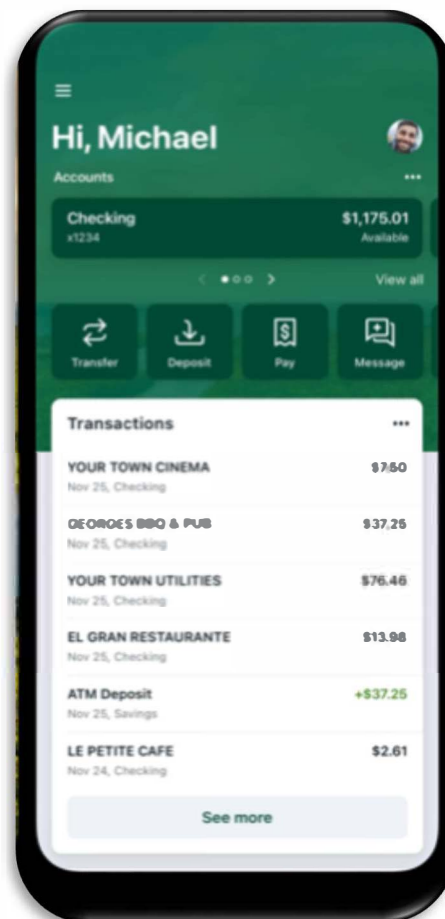 Hi, Michael
Accounts
Checking
$1,175.01
x1234
Available
View all
Transfer
Deposit
Pay
Message
Transactions
YOUR TOWN CINEMA
$7.50
Nov 25, Checking
GEORGES BBQ & PUB
$37.25
Nov 25, Checking
YOUR TOWN UTILITIES
$76.46
Nov 25, Checking
EL GRAN RESTAURANTE
$13.98
Nov 25, Checking
ATM Deposit
+$37.25
Nov 25, Savings
LE PETITE CAFE
$2.61
Nov 24, Checking
See more